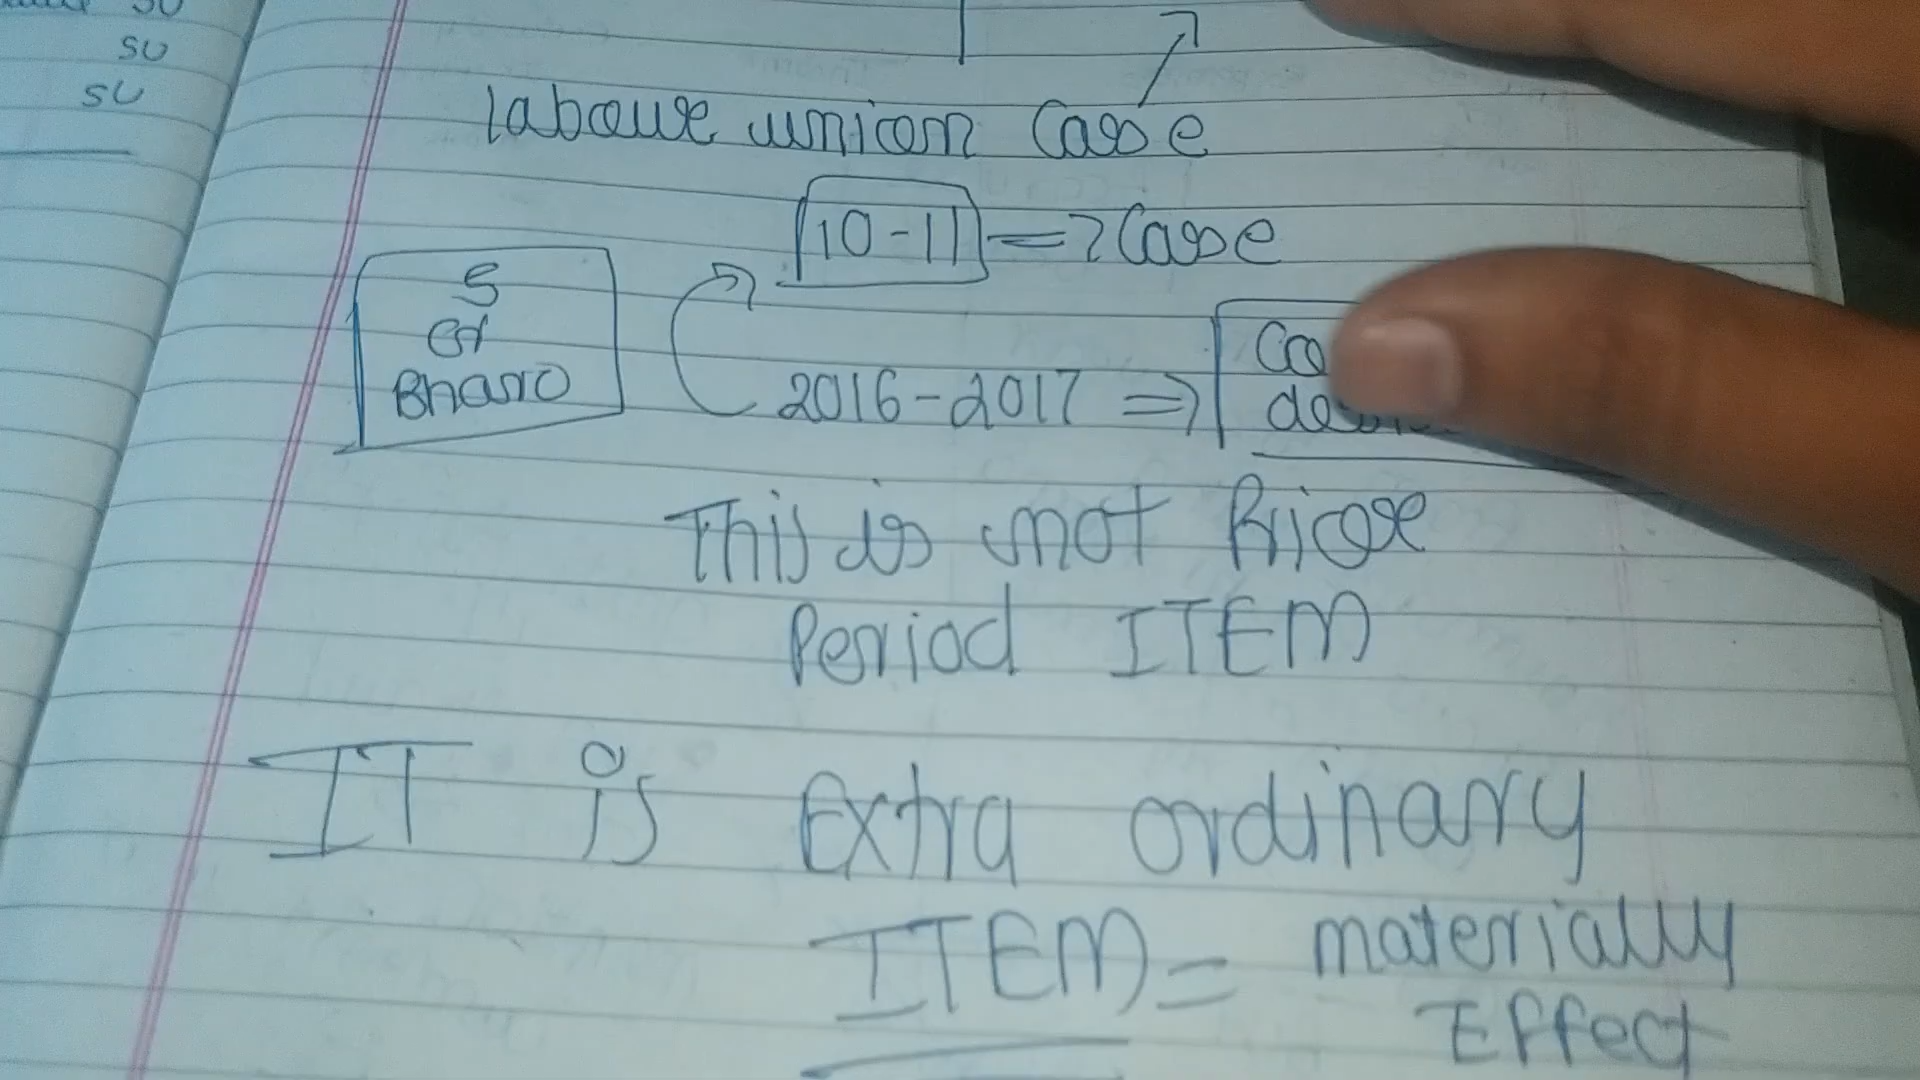 SU
SU
labour union Case
10-11 => Case
5
Cr
2016-2017 =>
This is not Prior
Period ITEM
IT is Extra ordinary
ITEM = materially
Effect